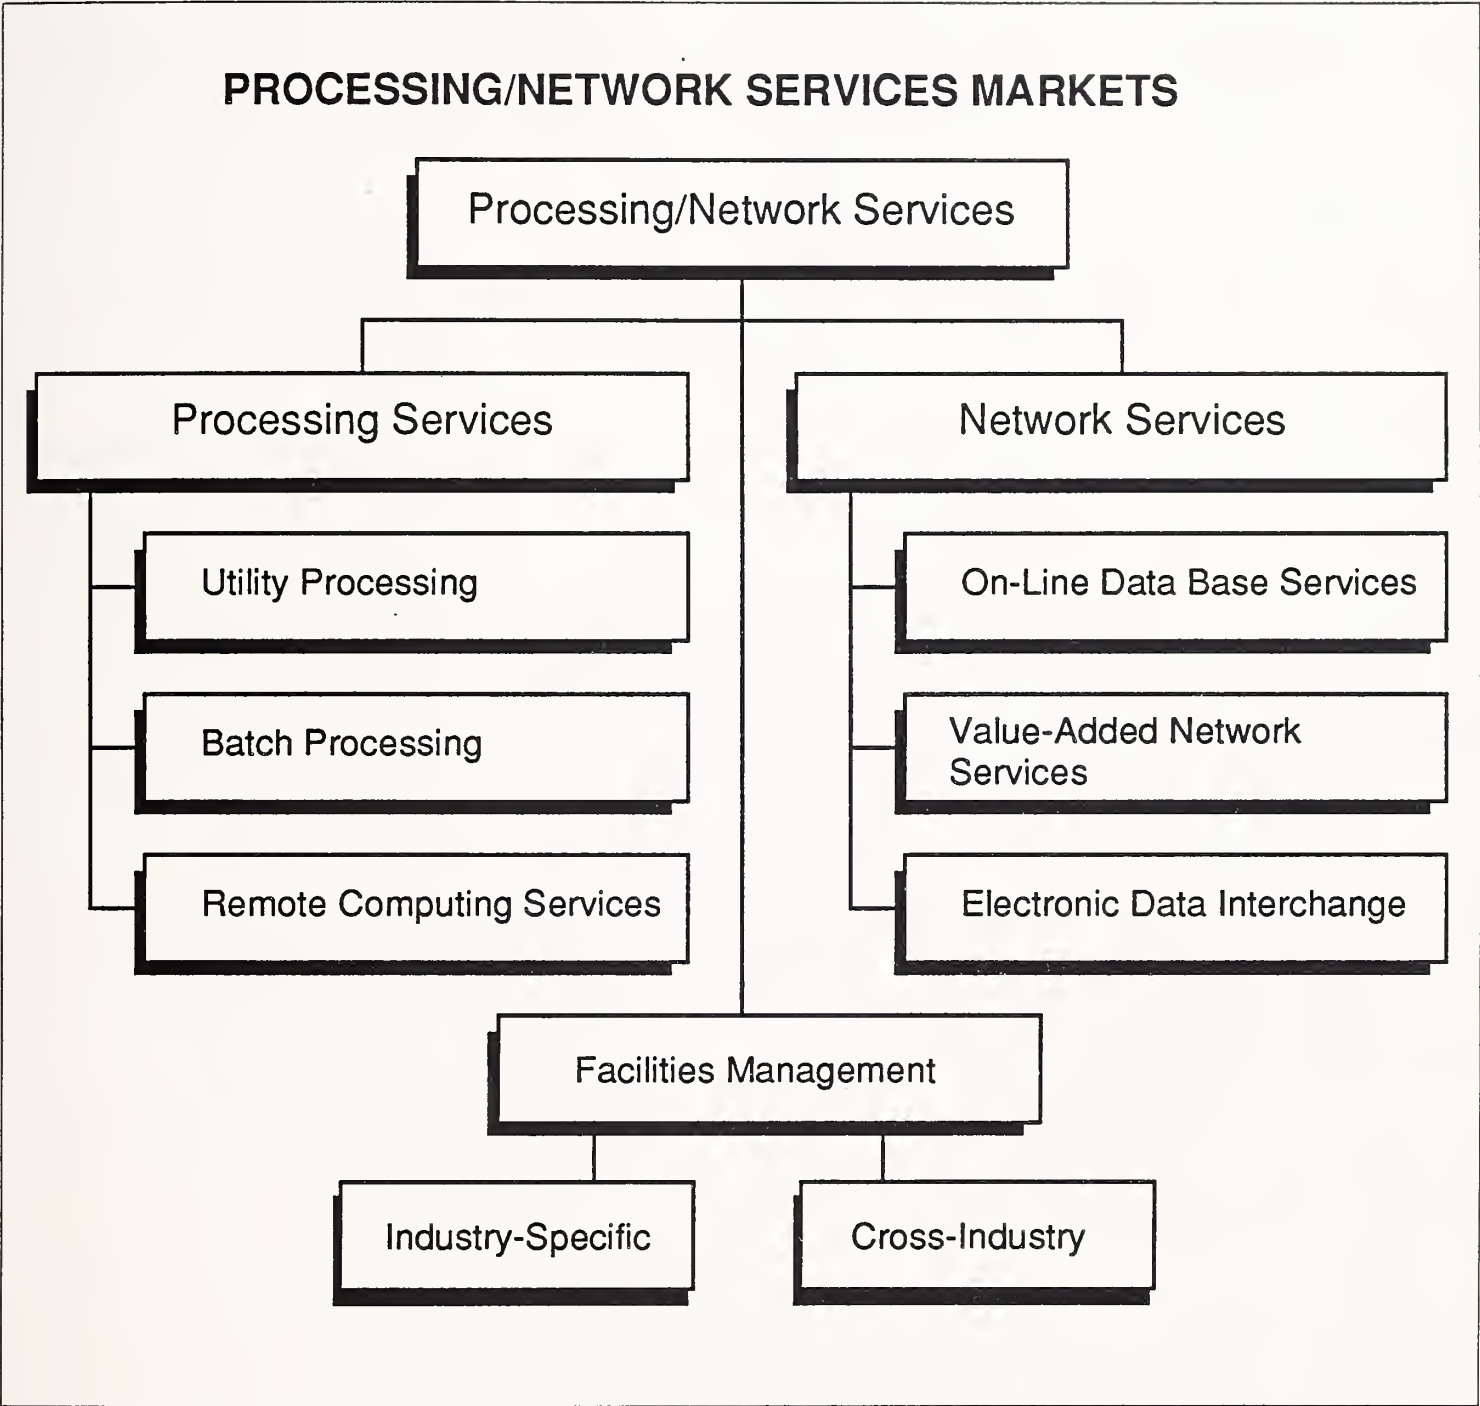 PROCESSING/NETWORK SERVICES MARKETS
Processing/Network Services
Processing Services
Utility Processing
Batch Processing
Remote Computing Services
Network Services
On-Line Data Base Services
Value-Added Network
Services
Electronic Data Interchange
Facilities Management
Industry-Specific
Cross-Industry